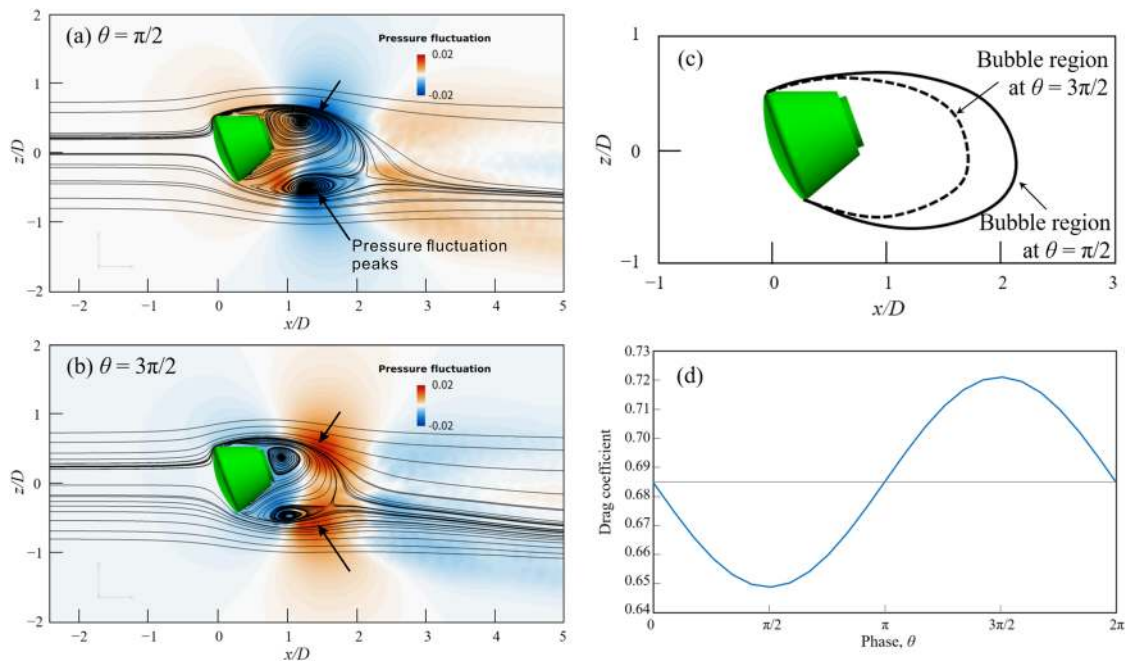 (a) θ = π/2
Pressure fluctuation
0.02
-0.02
Pressure fluctuation
peaks
2
1
0
−1
−2
z/D
−2 −1 0 1 2 3 4 5
x/D
(b) θ = 3π/2
Pressure fluctuation
0.02
-0.02
2
1
0
−1
−2
z/D
−2 −1 0 1 2 3 4 5
x/D
(c)
Bubble region
at θ = 3π/2
Bubble region
at θ = π/2
1
0
−1
z/D
−1 0 1 2 3
x/D
(d)
0.73
0.72
0.71
0.70
0.69
0.68
0.67
0.66
0.65
0.64
Drag coefficient
0 π/2 π 3π/2 2π
Phase, θ